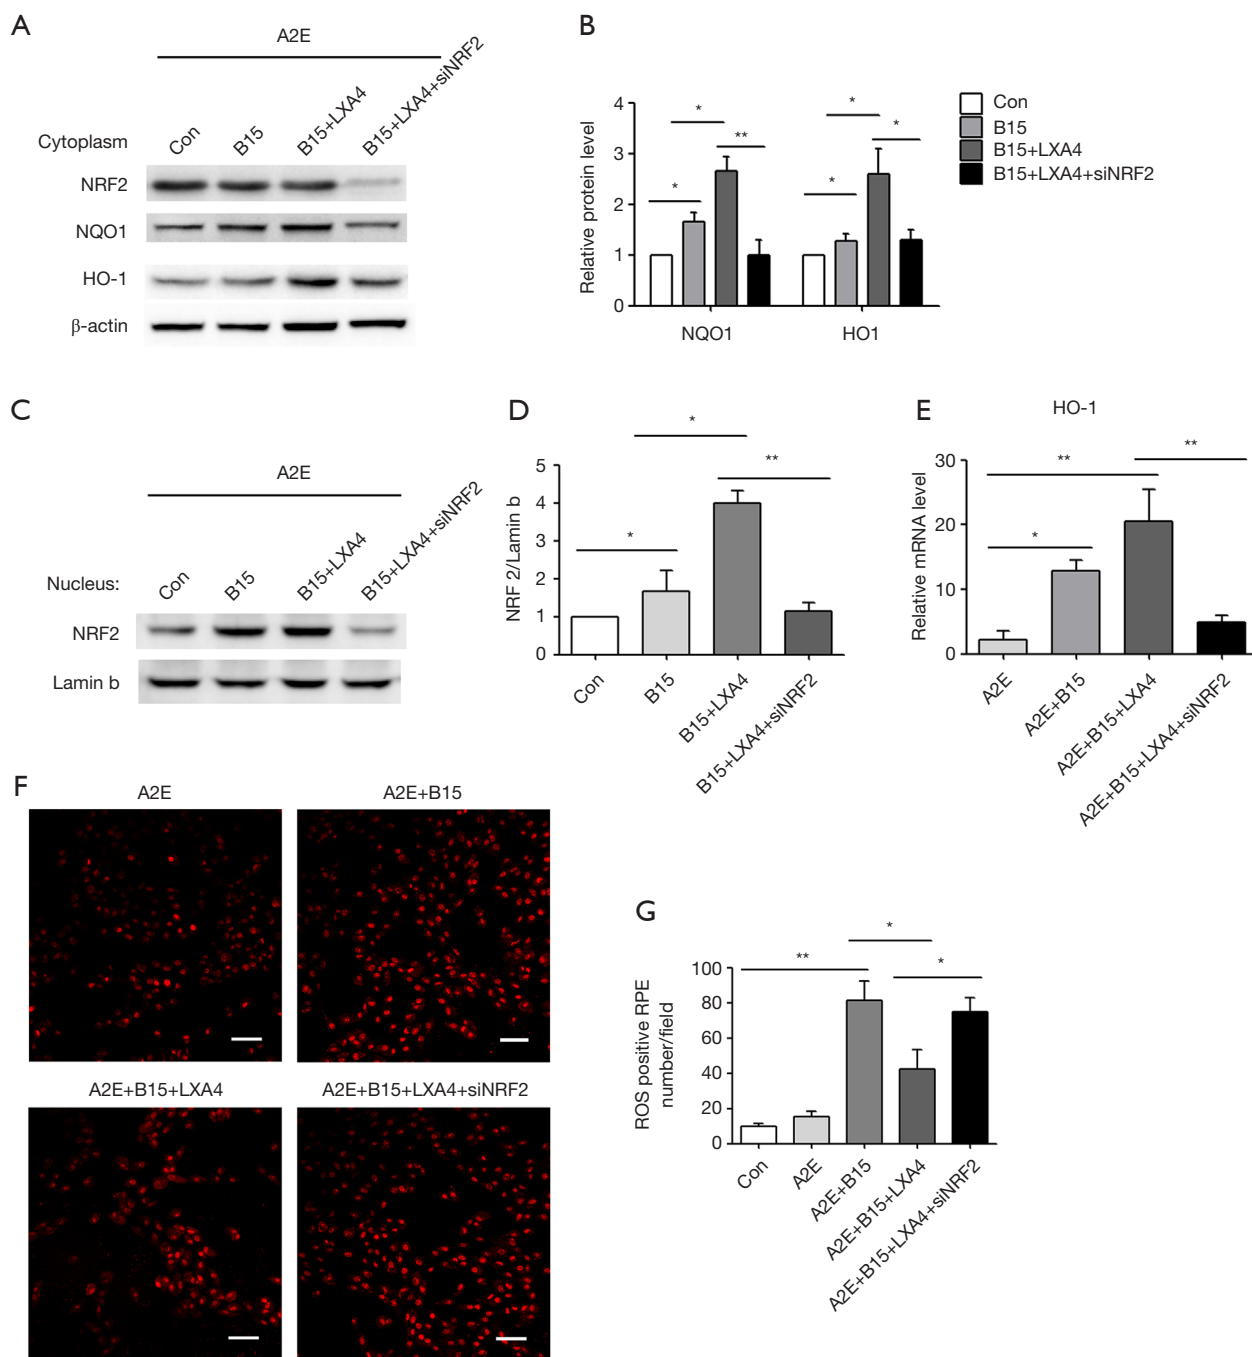 A
A2E
Cytoplasm
Con
B15
B15+LXA4
B15+LXA4+siNRF2
NRF2
NQO1
HO-1
β-actin
B
Relative protein level
4
3
2
1
0
*
*
**
*
*
*
NQO1
HO1
Con
B15
B15+LXA4
B15+LXA4+siNRF2
C
A2E
Nucleus:
Con
B15
B15+LXA4
B15+LXA4+siNRF2
NRF2
Lamin b
D
NRF 2/Lamin b
5
4
3
2
1
0
*
**
*
Con
B15
B15+LXA4
B15+LXA4+siNRF2
E
HO-1
Relative mRNA level
30
20
10
0
**
**
*
A2E
A2E+B15
A2E+B15+LXA4
A2E+B15+LXA4+siNRF2
F
A2E
A2E+B15
A2E+B15+LXA4
A2E+B15+LXA4+siNRF2
G
ROS positive RPE
number/field
100
80
60
40
20
0
*
**
*
Con
A2E
A2E+B15
A2E+B15+LXA4
A2E+B15+LXA4+siNRF2